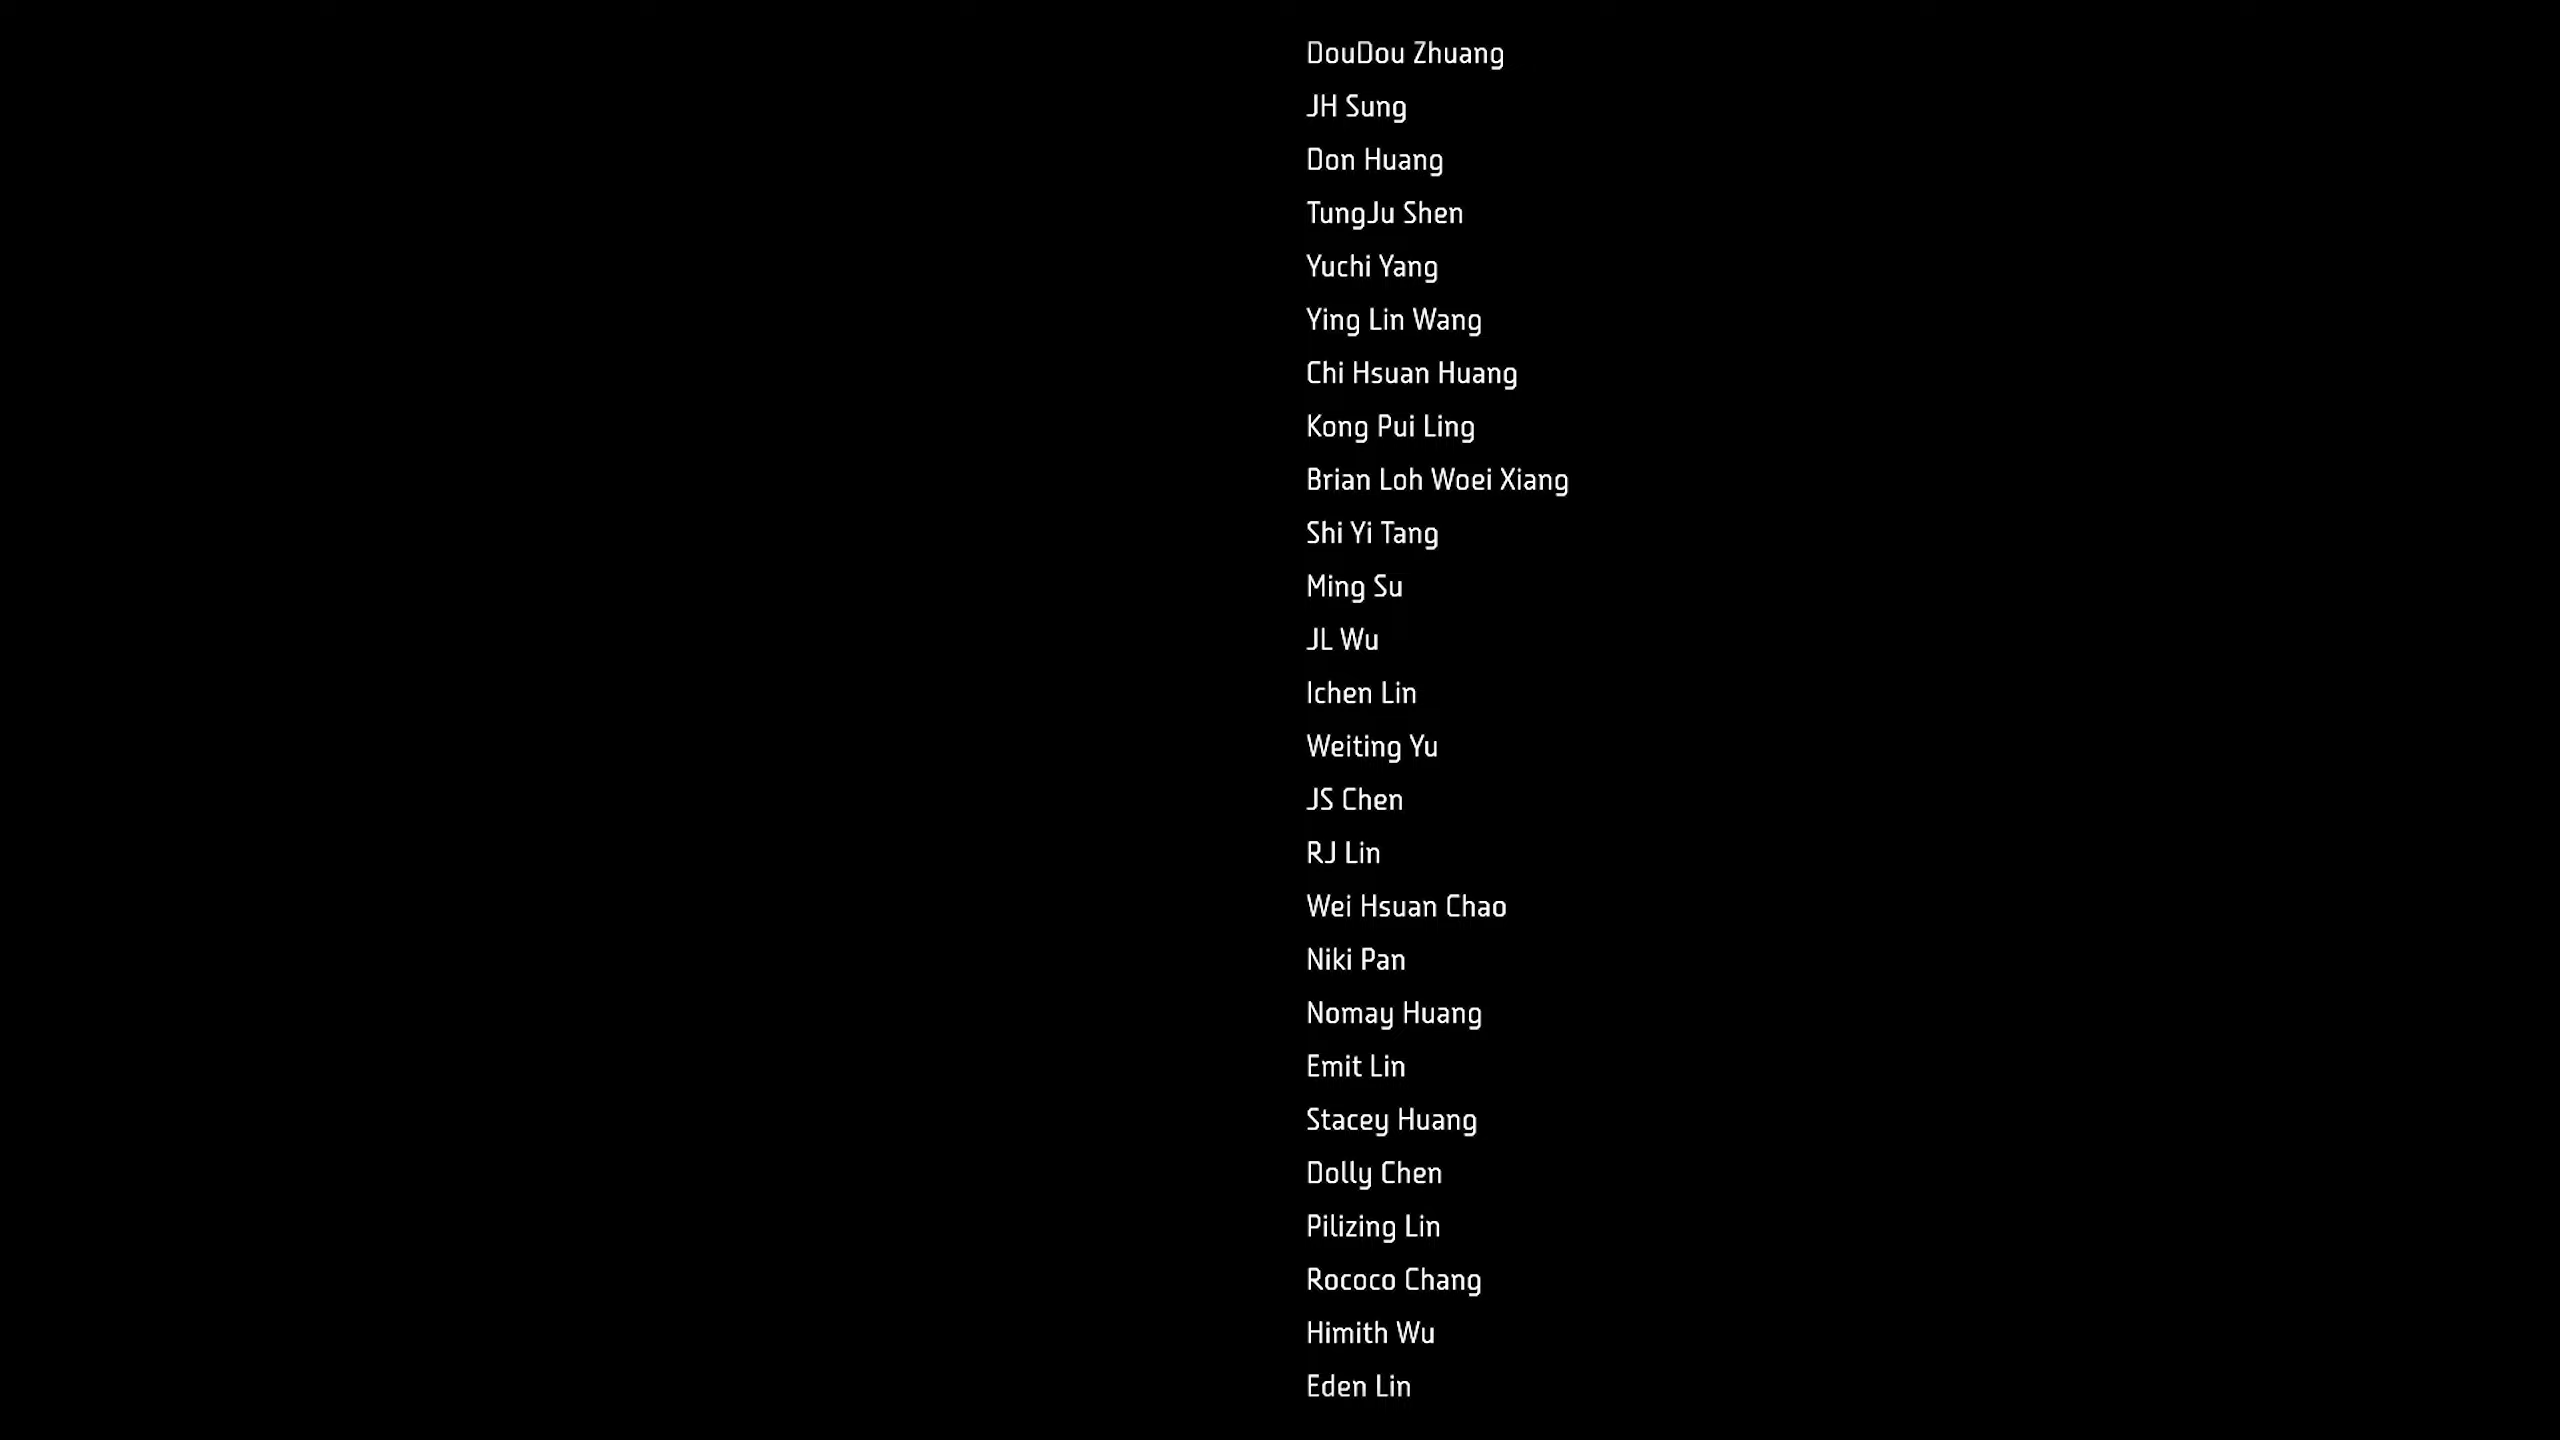 DouDou Zhuang
JH Sung
Don Huang
TungJu Shen
Yuchi Yang
Ying Lin Wang
Chi Hsuan Huang
Kong Pui Ling
Brian Loh Woei Xiang
Shi Yi Tang
Ming Su
JL Wu
Ichen Lin
Weiting Yu
JS Chen
RJ Lin
Wei Hsuan Chao
Niki Pan
Nomay Huang
Emit Lin
Stacey Huang
Dolly Chen
Pilizing Lin
Rococo Chang
Himith Wu
Eden Lin